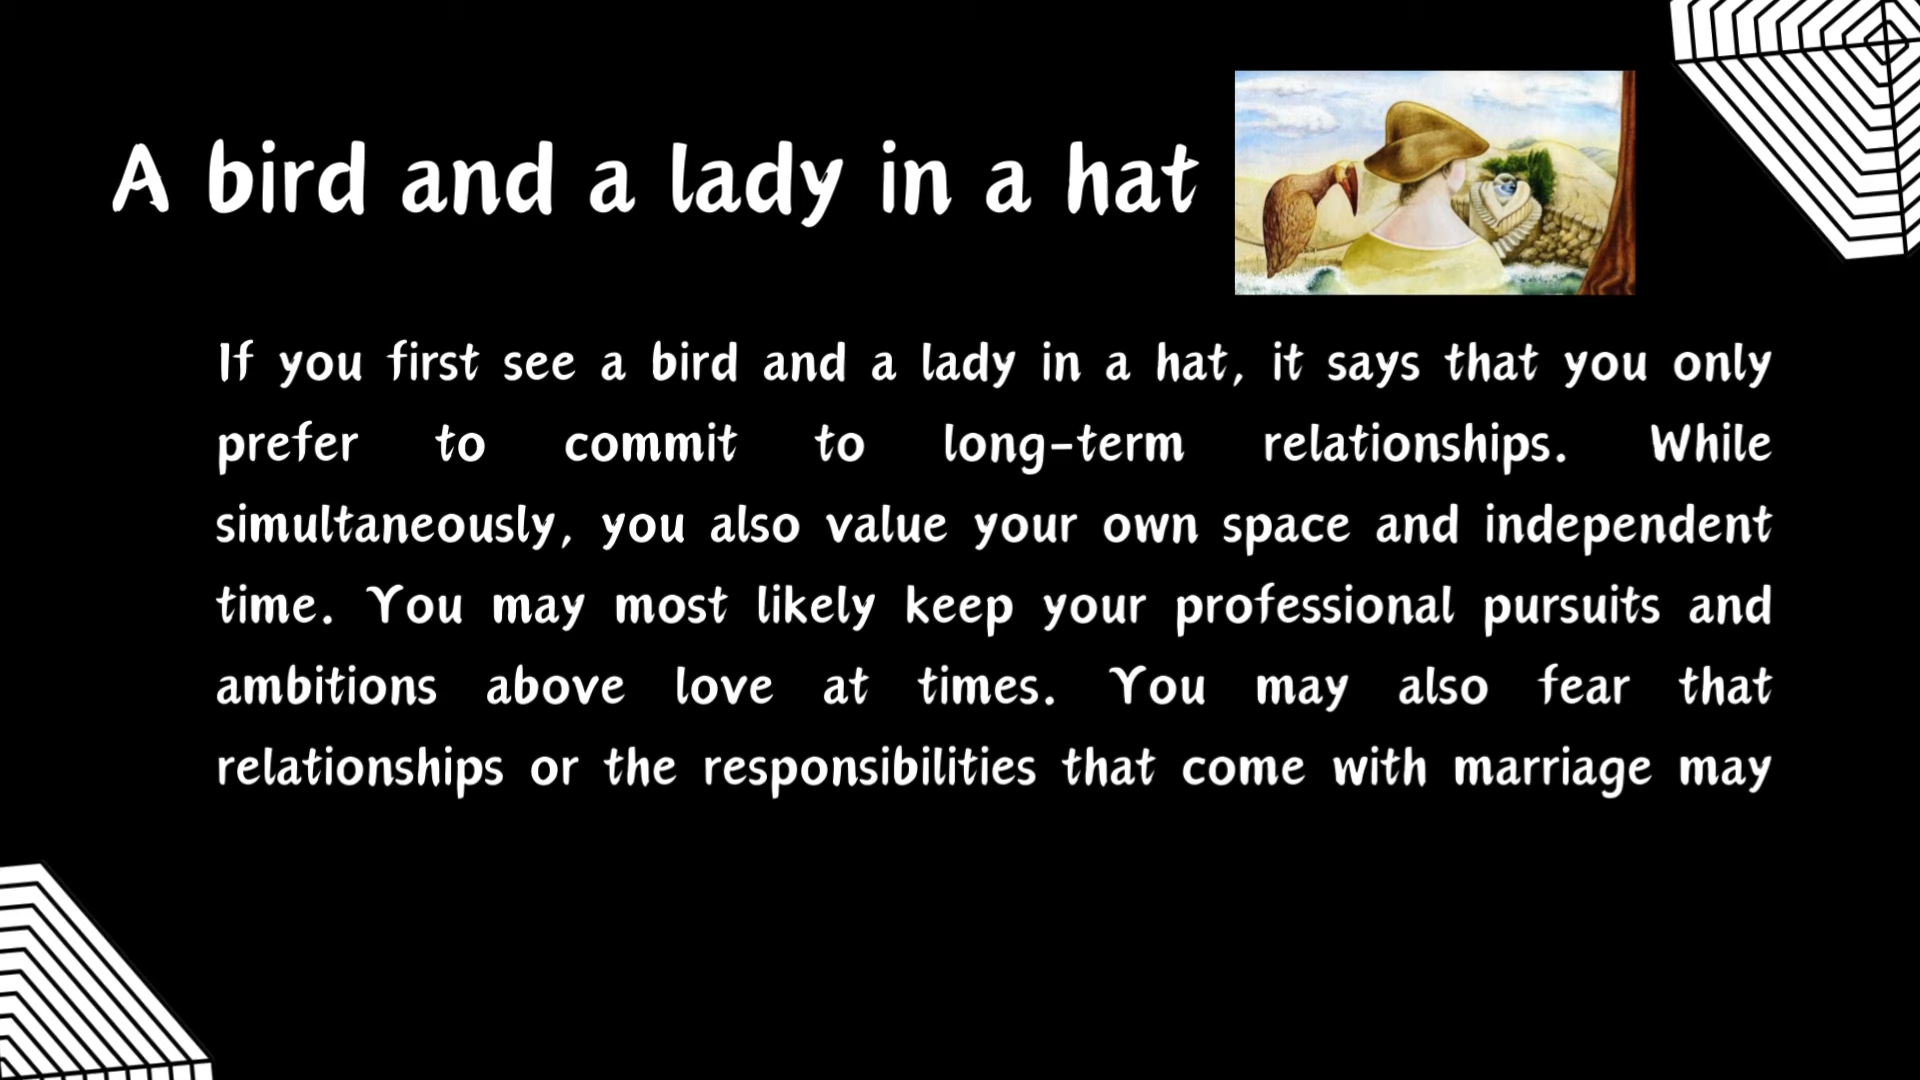 A bird and a lady in a hat
If you first see a bird and a lady in a hat, it says that you only
prefer to commit to long-term relationships. While
simultaneously, you also value your own space and independent
time. You may most likely keep your professional pursuits and
ambitions above love at times. You may also fear that
relationships or the responsibilities that come with marriage may